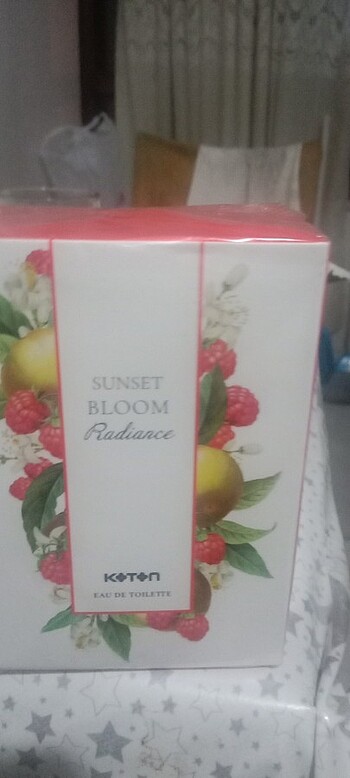 SUNSET
BLOOM
Radiance
KOTON
EAU DE TOILETTE